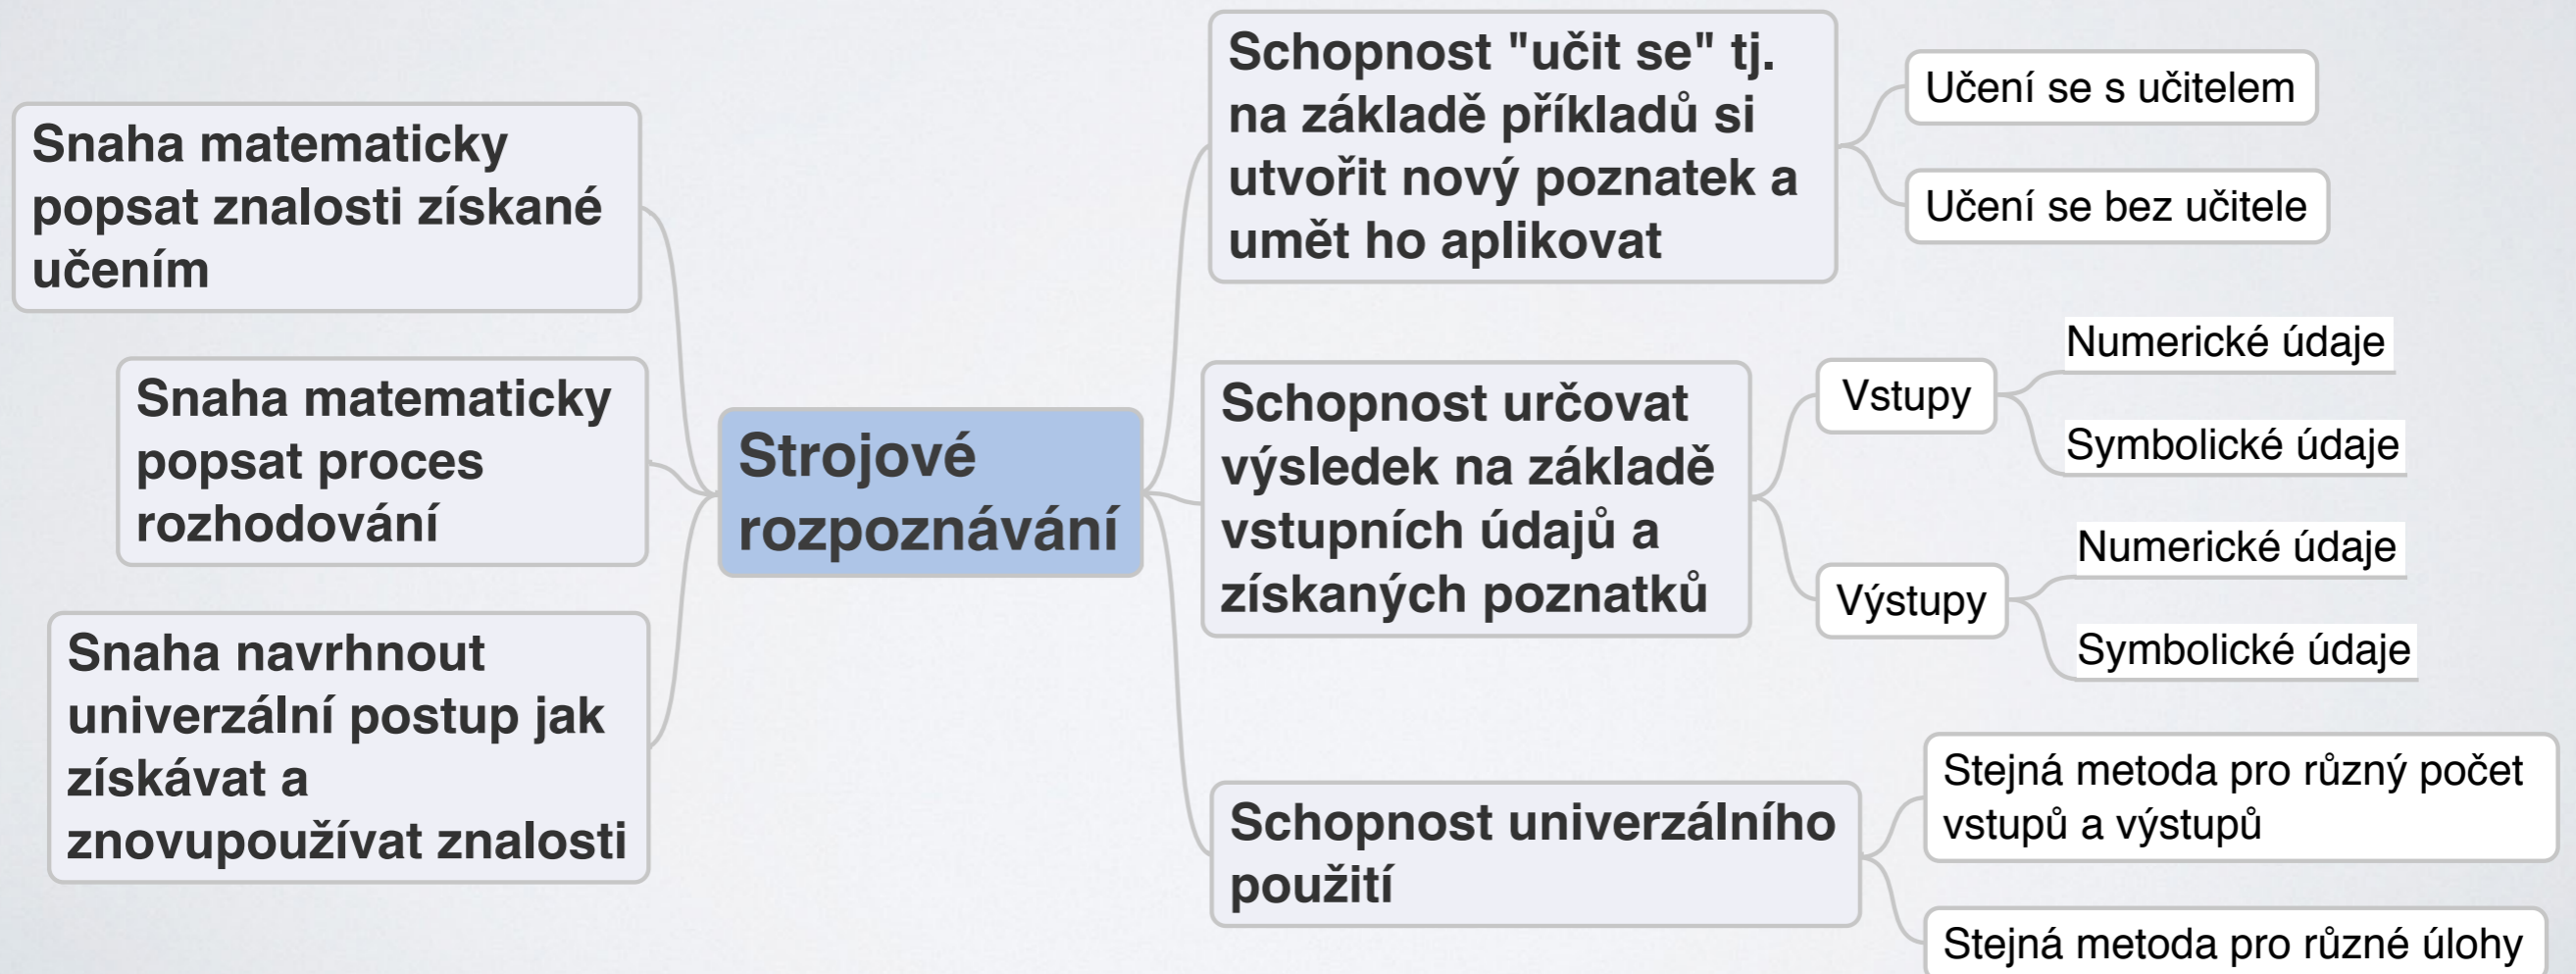 Snaha matematicky
popsat znalosti získané
učením
Snaha matematicky
popsat proces
rozhodování
Snaha navrhnout
univerzální postup jak
získávat a
znovupoužívat znalosti
Strojové
rozpoznávání
Schopnost "učit se" tj.
na základě příkladů si
utvořit nový poznatek a
umět ho aplikovat
Učení se s učitelem
Učení se bez učitele
Schopnost určovat
výsledek na základě
vstupních údajů a
získaných poznatků
Vstupy
Numerické údaje
Symbolické údaje
Výstupy
Numerické údaje
Symbolické údaje
Schopnost univerzálního
použití
Stejná metoda pro různý počet
vstupů a výstupů
Stejná metoda pro různé úlohy